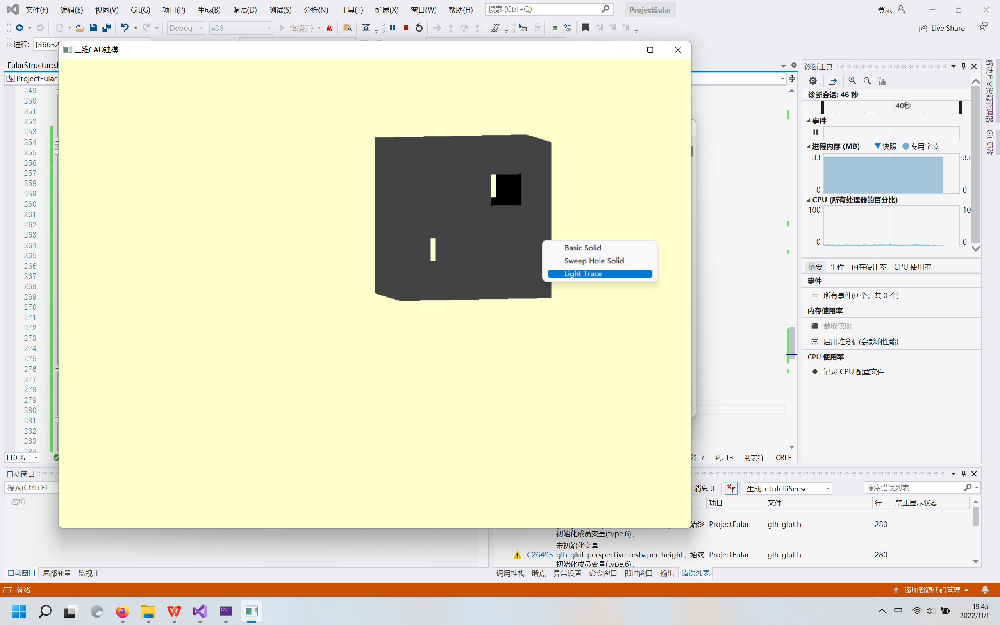 文件(F) 编辑(E) 视图(V) Git(G) 项目(P) 生成(B) 调试(D) 测试(S) 分析(N) 工具(T) 扩展(X) 窗口(W) 帮助(H) 搜索 (Ctrl+Q) ProjectEular 登录
Debug x86 继续(C) Live Share
进程: [36652
三维CAD建模
EularStructure.h
ProjectEular
249
250
251
252
253
254
255
256
257
258
259
260
261
262
263
264
265
266
267
268
269
270
271
272
273
274
275
276
277
278
279
280
281
282
283
284
Basic Solid
Sweep Hole Solid
Light Trace
110 %
符: 7 列: 13 制表符 CRLF
诊断工具
诊断会话: 46 秒
40秒
事件
进程内存 (MB) 快照 专用字节
33 33
0 0
CPU (所有处理器的百分比)
100 10
0 0
摘要 事件 内存使用率 CPU 使用率
事件
所有事件(0 个，共 0 个)
内存使用率
截取快照
启用堆分析(会影响性能)
CPU 使用率
记录 CPU 配置文件
解决方案资源管理器
Git 更改
自动窗口
搜索(Ctrl+E)
名称
自动窗口 局部变量 监视 1
消息 0 生成 + IntelliSense 搜索错误列表
项目 文件 行 禁止显示状态
始终 ProjectEular glh_glut.h 280
初始化成员变量(type.6)。
未初始化变量
C26495 glh::glut_perspective_reshaper::height。始终 ProjectEular glh_glut.h 280
初始化成员变量(type.6)。
调用堆栈 断点 异常设置 命令窗口 即时窗口 输出 错误列表
就绪 添加到源代码管理
中 19:45
2022/11/1